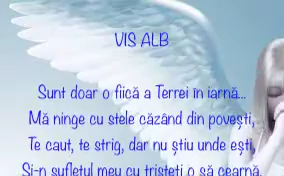 VIS ALB
Sunt doar o fiică a Terrei în iarnă...
Mă ninge cu stele căzând din povești,
Te caut, te strig, dar nu știu unde ești,
Și-n sufletul meu cu tristeți o să cearnă.